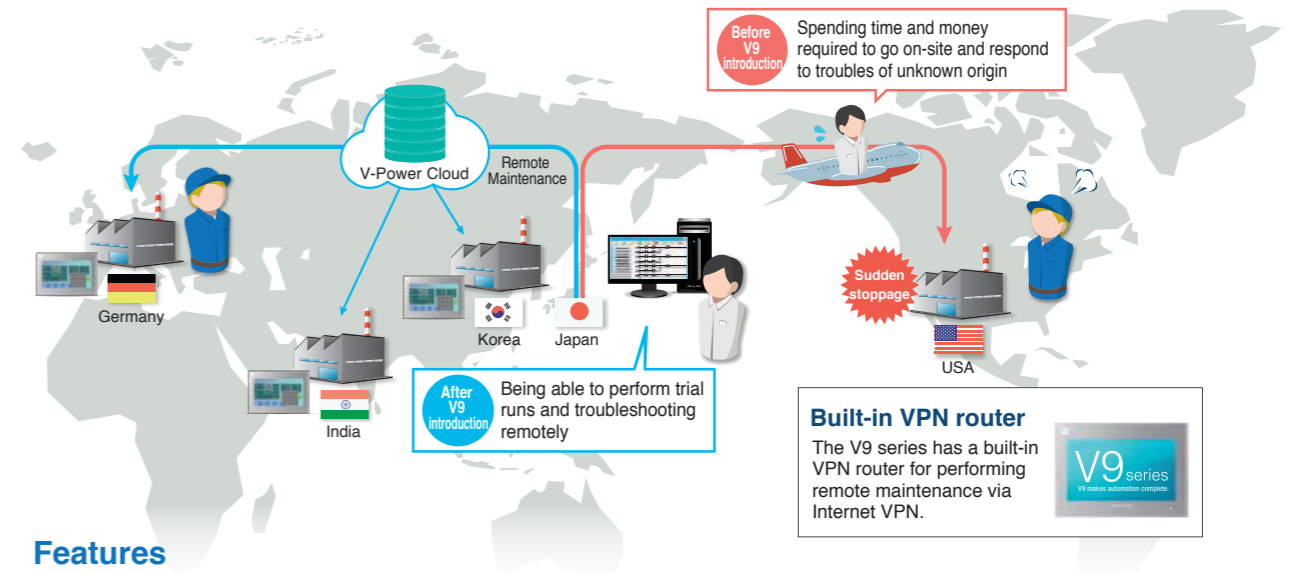 Before
V9
introduction
Spending time and money
required to go on-site and respond
to troubles of unknown origin
V-Power Cloud
Remote
Maintenance
Germany
India
Korea
Japan
Sudden
stoppage
USA
After
V9
introduction
Being able to perform trial
runs and troubleshooting
remotely
Built-in VPN router
The V9 series has a built-in
VPN router for performing
remote maintenance via
Internet VPN.
V9 series
V9 makes automation complete.
Features